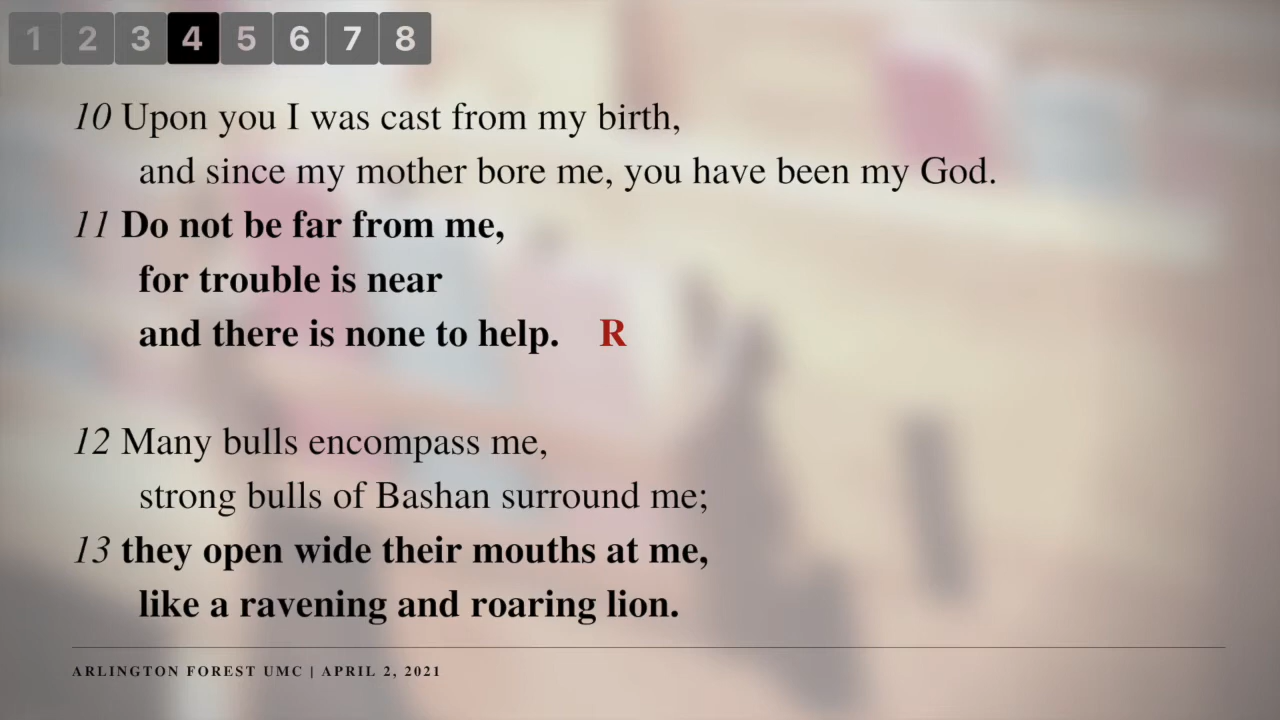 1 2 3 4 5 6 7 8
10 Upon you I was cast from my birth,
and since my mother bore me, you have been my God.
11 Do not be far from me,
for trouble is near
and there is none to help. R
12 Many bulls encompass me,
strong bulls of Bashan surround me;
13 they open wide their mouths at me,
like a ravening and roaring lion.
ARLINGTON FOREST UMC | APRIL 2, 2021